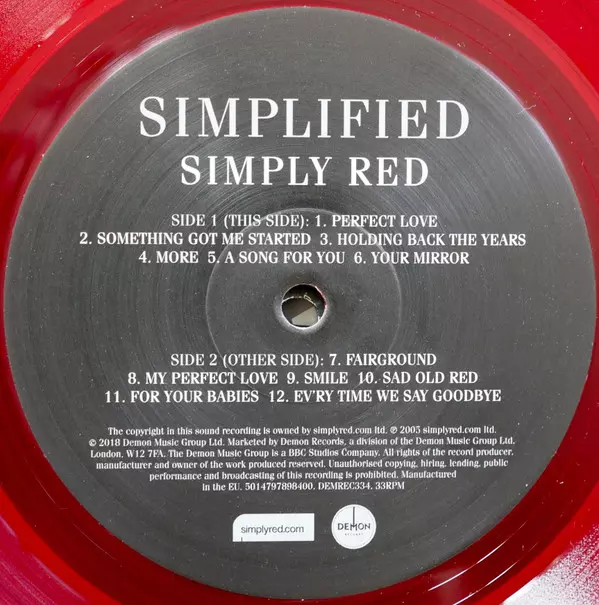 SIMPLIFIED
SIMPLY RED
SIDE 1 (THIS SIDE): 1. PERFECT LOVE
2. SOMETHING GOT ME STARTED 3. HOLDING BACK THE YEARS
4. MORE 5. A SONG FOR YOU 6. YOUR MIRROR
SIDE 2 (OTHER SIDE): 7. FAIRGROUND
8. MY PERFECT LOVE 9. SMILE 10. SAD OLD RED
11. FOR YOUR BABIES 12. EV'RY TIME WE SAY GOODBYE
The copyright in this sound recording is owned by simplyred.com ltd. ℗ 2005 simplyred.com ltd.
© 2018 Demon Music Group Ltd. Marketed by Demon Records, a division of the Demon Music Group Ltd.
London. W12 7FA. The Demon Music Group is a BBC Studios Company. All rights of the record producer,
manufacturer and owner of the work produced reserved. Unauthorised copying, hiring, lending, public
performance and broadcasting of this recording is prohibited. Manufactured
in the EU. 5014797898400. DEMREC334. 33RPM
simplyred.com
DEMON
RECORDS